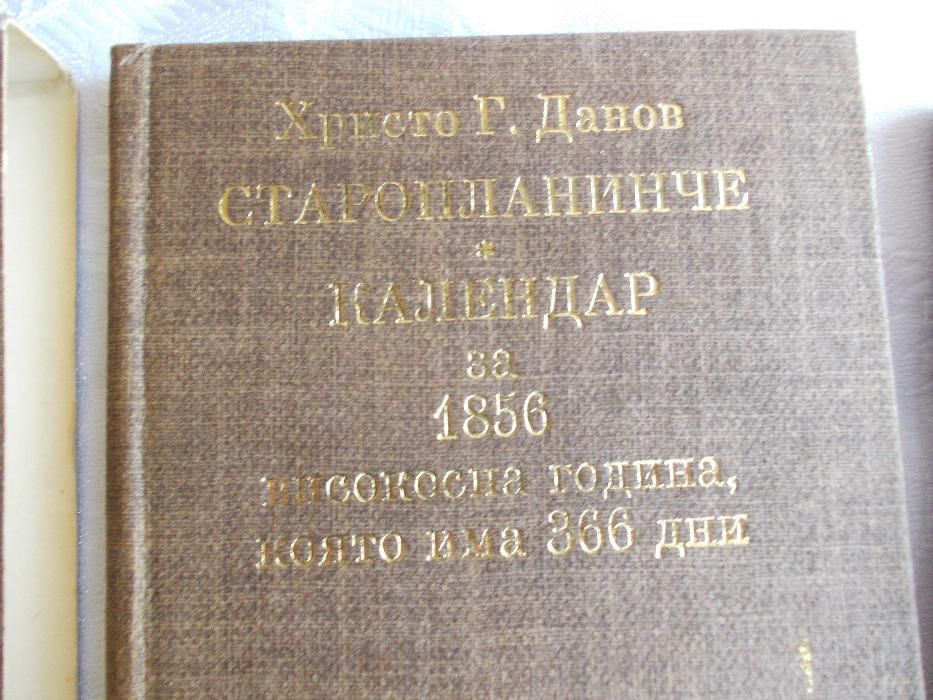 Христо Г. Данов
СТАРОПЛАНИНЧЕ
*
КАЛЕНДАР
за
1856
високосна година,
която има 366 дни